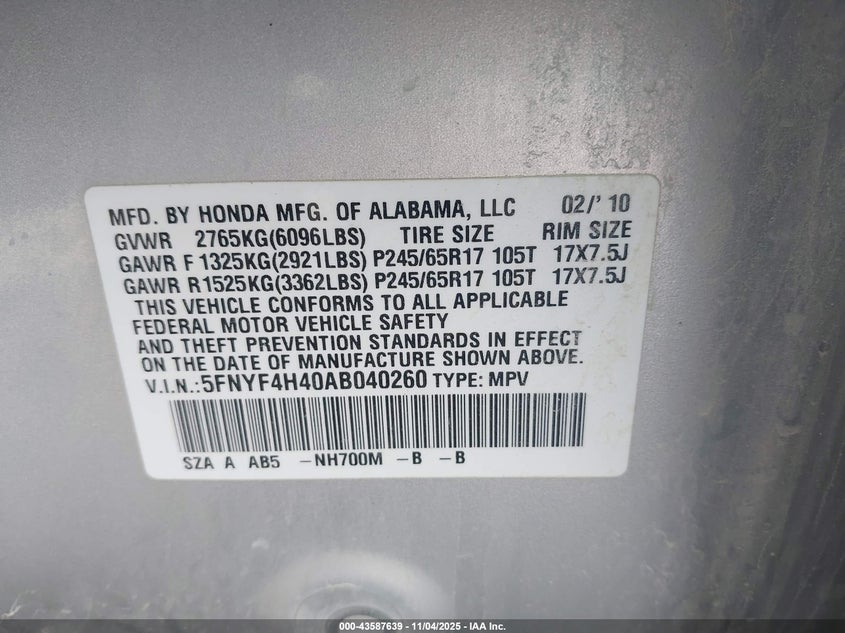 MFD. BY HONDA MFG. OF ALABAMA, LLC 02/' 10
GVWR 2765KG(6096LBS) TIRE SIZE RIM SIZE
GAWR F 1325KG(2921LBS) P245/65R17 105T 17X7.5J
GAWR R1525KG(3362LBS) P245/65R17 105T 17X7.5J
THIS VEHICLE CONFORMS TO ALL APPLICABLE
FEDERAL MOTOR VEHICLE SAFETY
AND THEFT PREVENTION STANDARDS IN EFFECT
ON THE DATE OF MANUFACTURE SHOWN ABOVE.
V.I.N.:5FNYF4H40AB040260 TYPE: MPV
SZA A AB5 -NH700M -B -B
000-43587639 - 11/04/2025 - IAA Inc.